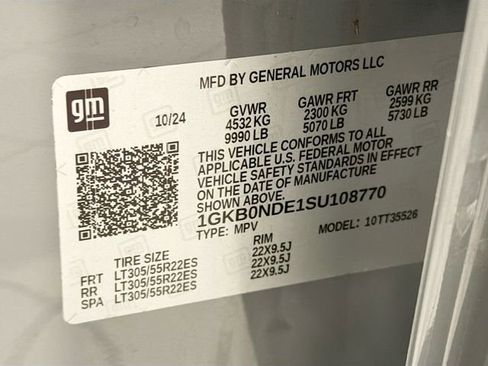 gm
MFD BY GENERAL MOTORS LLC
10/24
GVWR GAWR FRT GAWR RR
4532 KG 2300 KG 2599 KG
9990 LB 5070 LB 5730 LB
THIS VEHICLE CONFORMS TO ALL
APPLICABLE U.S. FEDERAL MOTOR
VEHICLE SAFETY STANDARDS IN EFFECT
ON THE DATE OF MANUFACTURE
SHOWN ABOVE.
1GKB0NDE1SU108770
TYPE: MPV MODEL: 10TT35526
TIRE SIZE RIM
FRT LT305/55R22ES 22X9.5J
RR LT305/55R22ES 22X9.5J
SPA LT305/55R22ES 22X9.5J